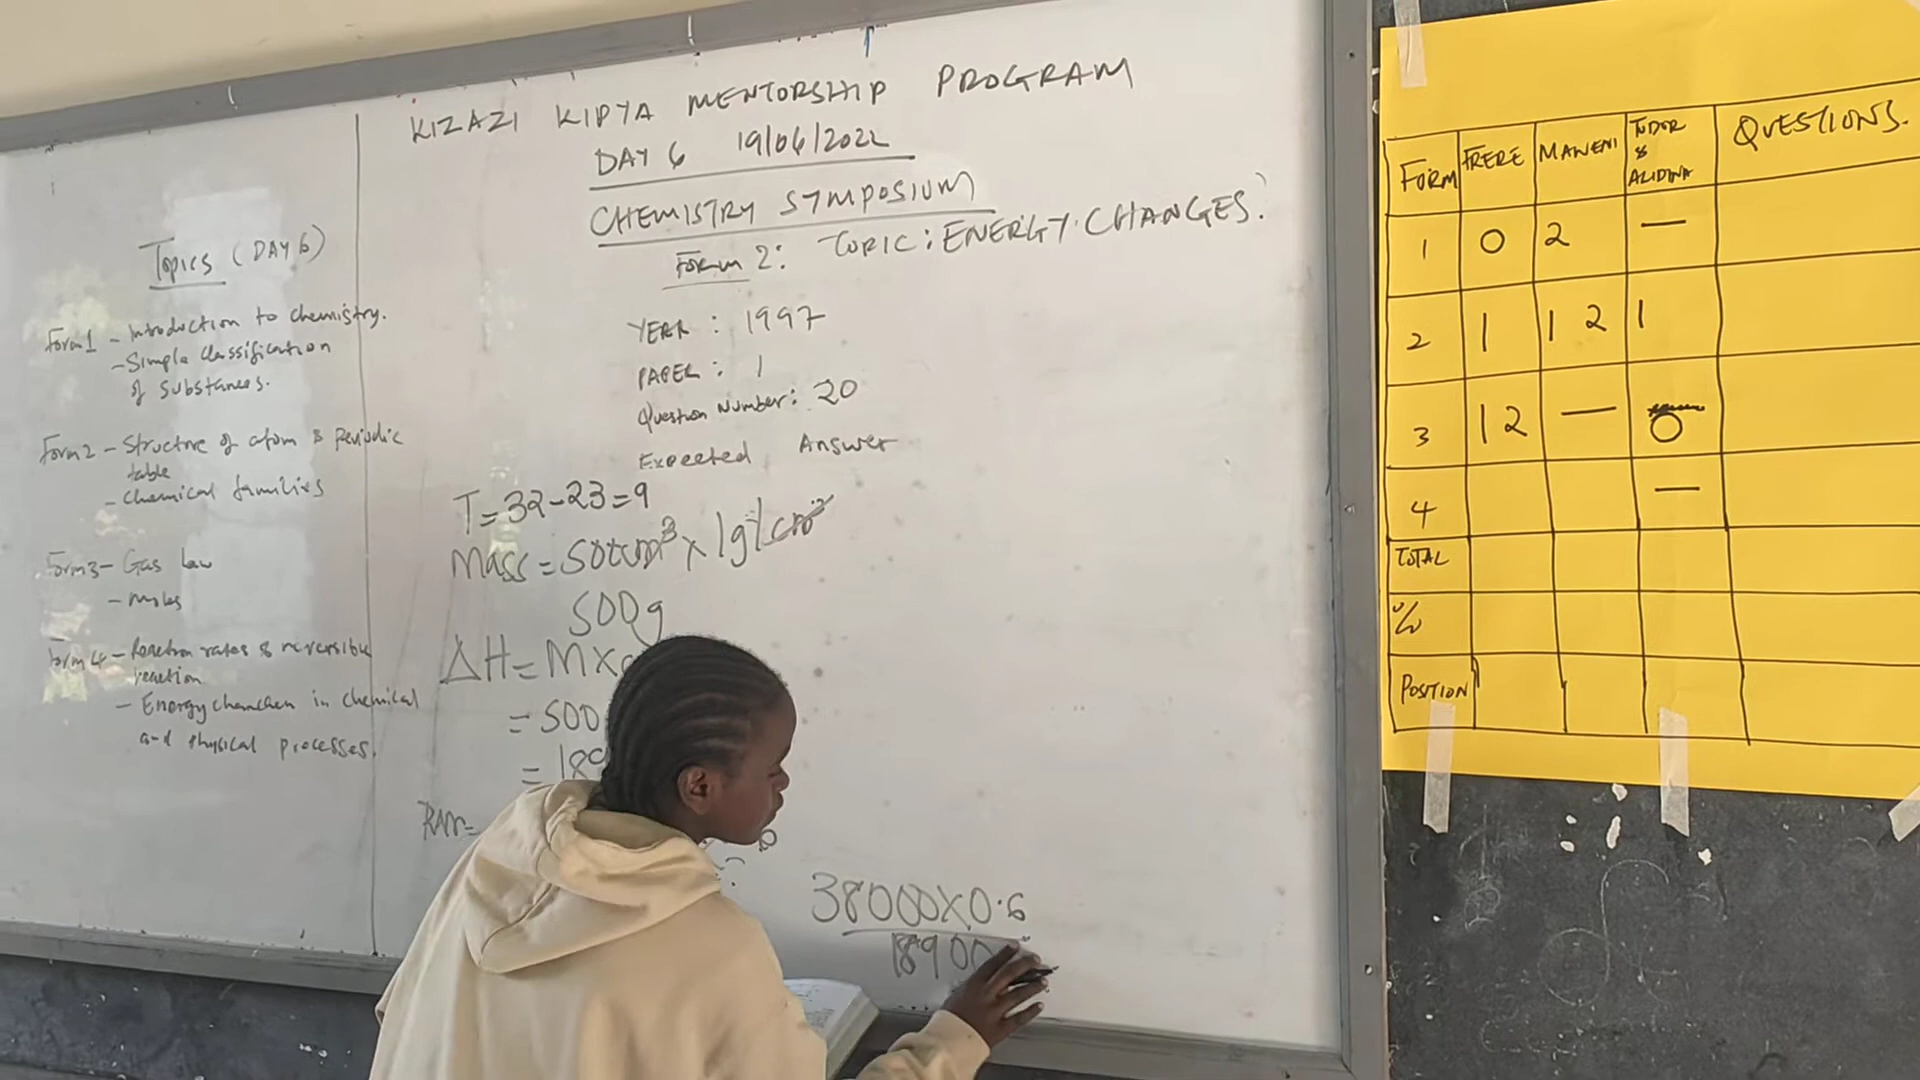 KIZAZI KIPYA MENTORSHIP PROGRAM
DAY 6 19/06/2022
CHEMISTRY SYMPOSIUM
Form 2: TOPIC: ENERGY CHANGES.
YEAR : 1997
PAPER : 1
Question Number: 20
Expected Answer
T = 32-23=9
Mass = 500cm³ x 1g/cm³
500g
ΔH = M x
= 500
= 189
RMM=
38000x0.6
18900
Topics (DAY 6)
Form 1 - Introduction to chemistry.
- Simple classification
of substances.
Form 2 - Structure of atom & periodic
table
- Chemical families
Form 3 - Gas law
- moles
Form 4 - Reaction rates & reversible
reaction
- Energy in chemical
and physical processes.
FORM FRERE MAWENI TUDOR & ALIDINA QUESTIONS.
1 0 2 —
2 1 1 2 1
3 1 2 — 0
4 —
TOTAL
%
POSITION